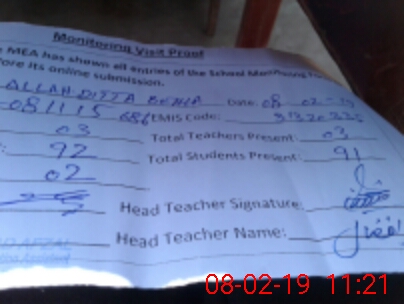 Monitoring Visit Proof
MEA has shown all entries of the School Monitoring
fore its online submission.
ALLAH DITTA Date: 08-02-19
081115 EMIS Code:
03 Total Teachers Present: 03
92 Total Students Present: 91
02
Head Teacher Signature:
Head Teacher Name:
08-02-19 11:21